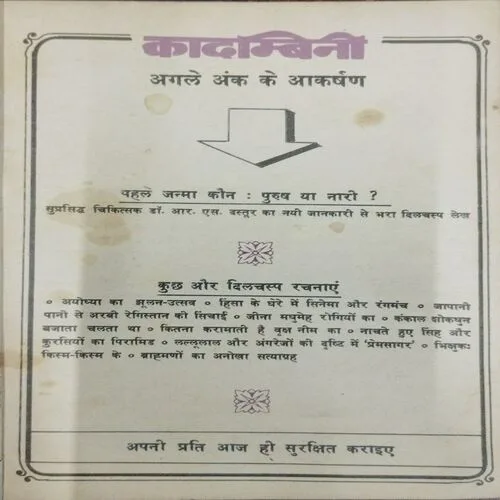 कादम्बिनी
अगले अंक के आकर्षण
पहले जन्मा कौन : पुरुष या नारी ?
सुप्रसिद्ध चिकित्सक डॉ. आर. एस. दस्तूर का नयी जानकारी से भरा दिलचस्प लेख
कुछ और दिलचस्प रचनाएं
० अयोध्या का झूलन-उत्सव ० हिंसा के घेरे में सिनेमा और रंगमंच ० जापानी
पानी से अरबी रेगिस्तान की सिंचाई ० जीना मधुमेह रोगियों का ० कंकाल शोकधुन
बजाता चलता था ० कितना करामाती है वृक्ष नीम का ० नाचते हुए सिंह और
कुरसियों का पिरामिड ० लल्लूलाल और अंगरेजों की दृष्टि में 'प्रेमसागर' ० भिक्षुक:
किस्म-किस्म के ० ब्राह्मणों का अनोखा सत्याग्रह
अपनी प्रति आज ही सुरक्षित कराइए